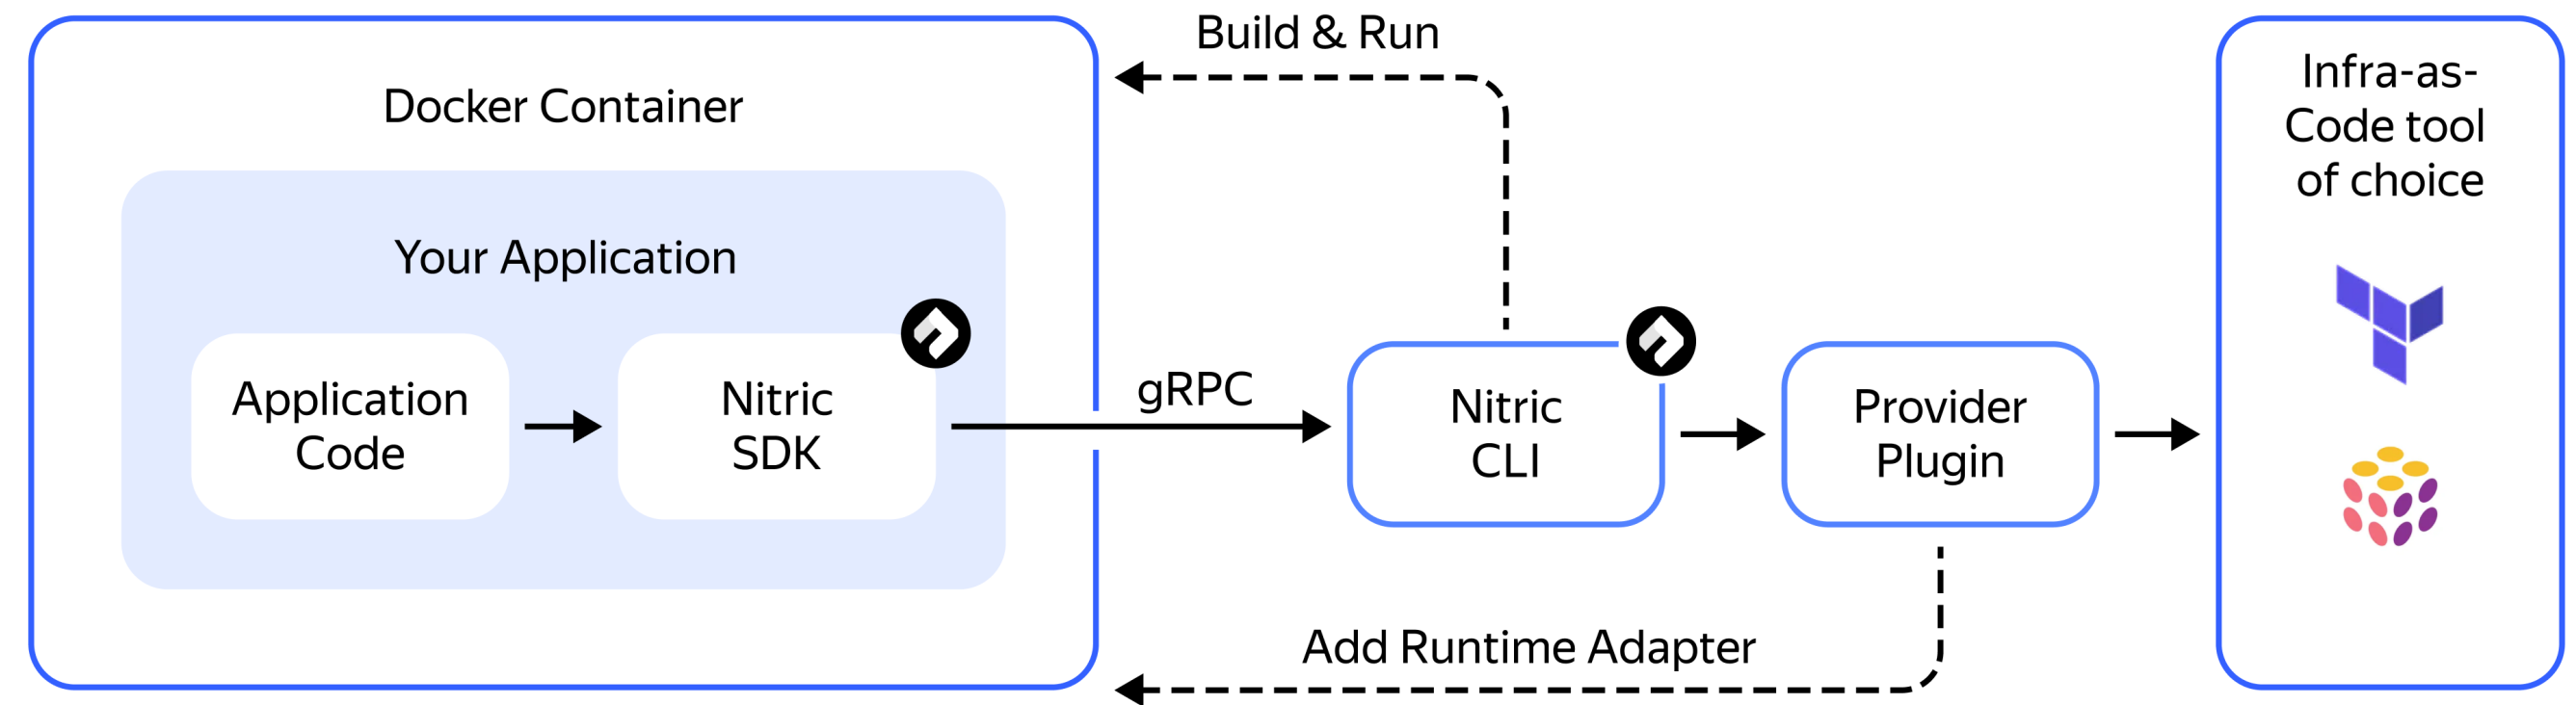 Docker Container
Your Application
Application
Code
Nitric
SDK
gRPC
Build & Run
Nitric
CLI
Provider
Plugin
Add Runtime Adapter
Infra-as-
Code tool
of choice